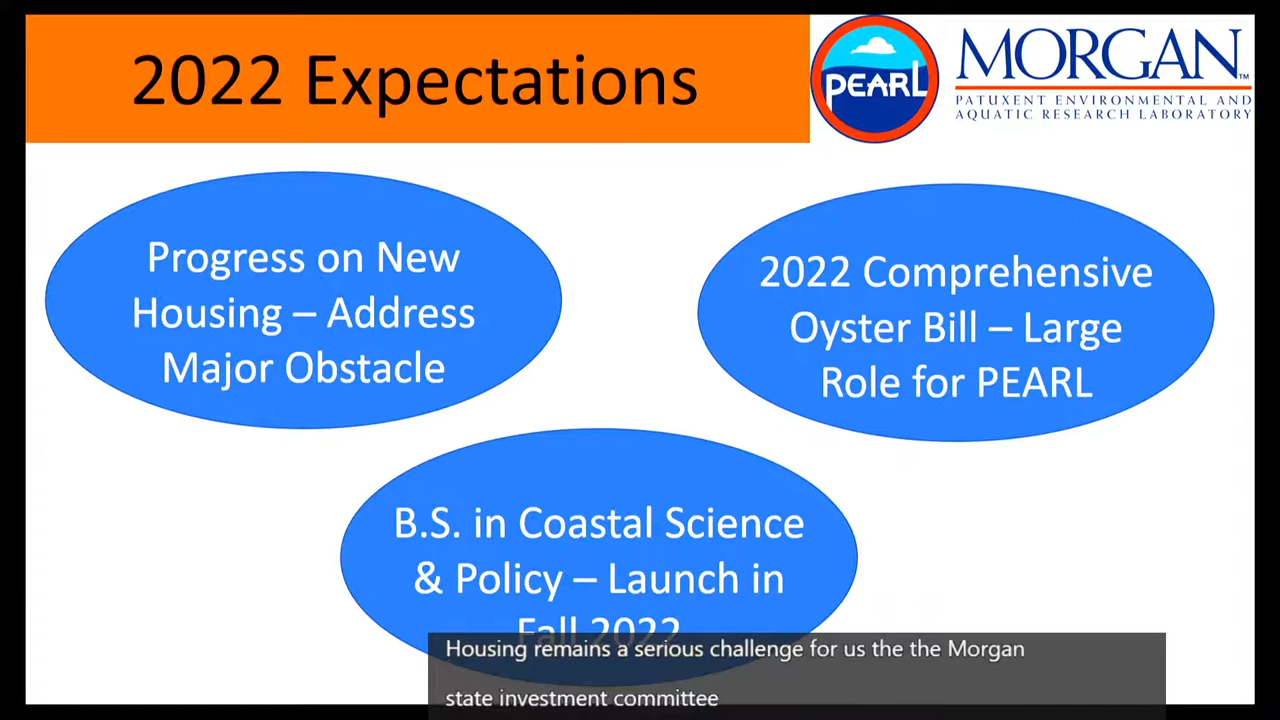 2022 Expectations
PEARL
MORGAN™
PATUXENT ENVIRONMENTAL AND
AQUATIC RESEARCH LABORATORY
Progress on New
Housing – Address
Major Obstacle
2022 Comprehensive
Oyster Bill – Large
Role for PEARL
B.S. in Coastal Science
& Policy – Launch in
Fall 2022
Housing remains a serious challenge for us the the Morgan
state investment committee